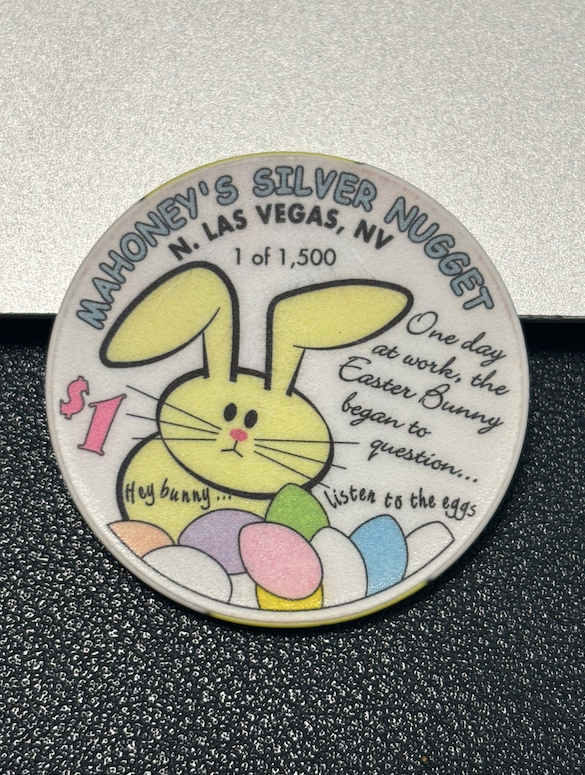 MAHONEY'S SILVER NUGGET
N. LAS VEGAS, NV
1 of 1,500
One day
at work, the
Easter Bunny
began to
question...
$1
Hey bunny...
listen to the eggs